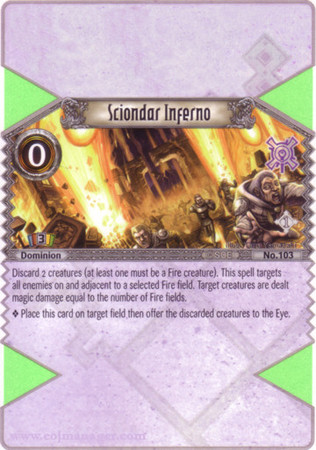 Sciondar Inferno
0
3
Dominion
No.103
Discard 2 creatures (at least one must be a Fire creature). This spell targets
all enemies on and adjacent to a selected Fire field. Target creatures are dealt
magic damage equal to the number of Fire fields.
❖ Place this card on target field then offer the discarded creatures to the Eye.
www.colmanager.com